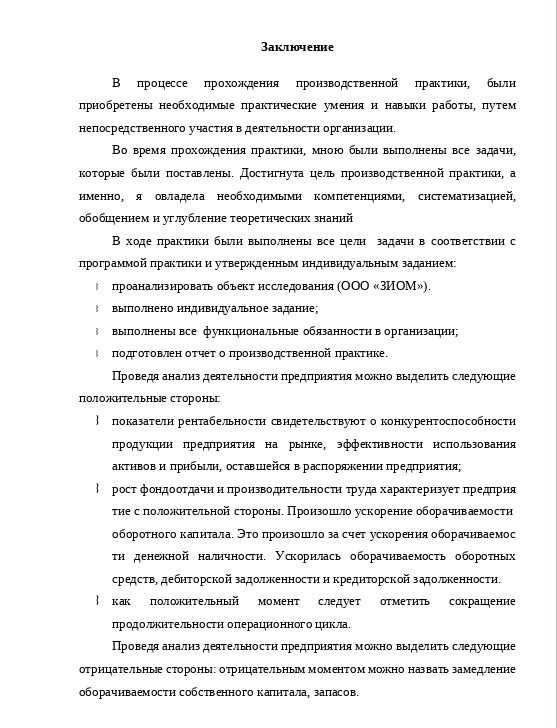 Заключение
В процессе прохождения производственной практики, были
приобретены необходимые практические умения и навыки работы, путем
непосредственного участия в деятельности организации.
Во время прохождения практики, мною были выполнены все задачи,
которые были поставлены. Достигнута цель производственной практики, а
именно, я овладела необходимыми компетенциями, систематизацией,
обобщением и углубление теоретических знаний
В ходе практики были выполнены все цели  задачи в соответствии с
программой практики и утвержденным индивидуальным заданием:
проанализировать объект исследования (ООО «ЗИОМ»).
выполнено индивидуальное задание;
выполнены все  функциональные обязанности в организации;
подготовлен отчет о производственной практике.
Проведя анализ деятельности предприятия можно выделить следующие
положительные стороны:
показатели рентабельности свидетельствуют о конкурентоспособности
продукции предприятия на рынке, эффективности использования
активов и прибыли, оставшейся в распоряжении предприятия;
рост фондоотдачи и производительности труда характеризует предприя
тие с положительной стороны. Произошло ускорение оборачиваемости
оборотного капитала. Это произошло за счет ускорения оборачиваемос
ти денежной наличности. Ускорилась оборачиваемость оборотных
средств, дебиторской задолженности и кредиторской задолженности.
как положительный момент следует отметить сокращение
продолжительности операционного цикла.
Проведя анализ деятельности предприятия можно выделить следующие
отрицательные стороны: отрицательным моментом можно назвать замедление
оборачиваемости собственного капитала, запасов.